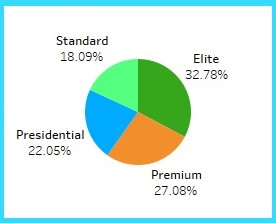 Standard
18.09%
Elite
32.78%
Presidential
22.05%
Premium
27.08%